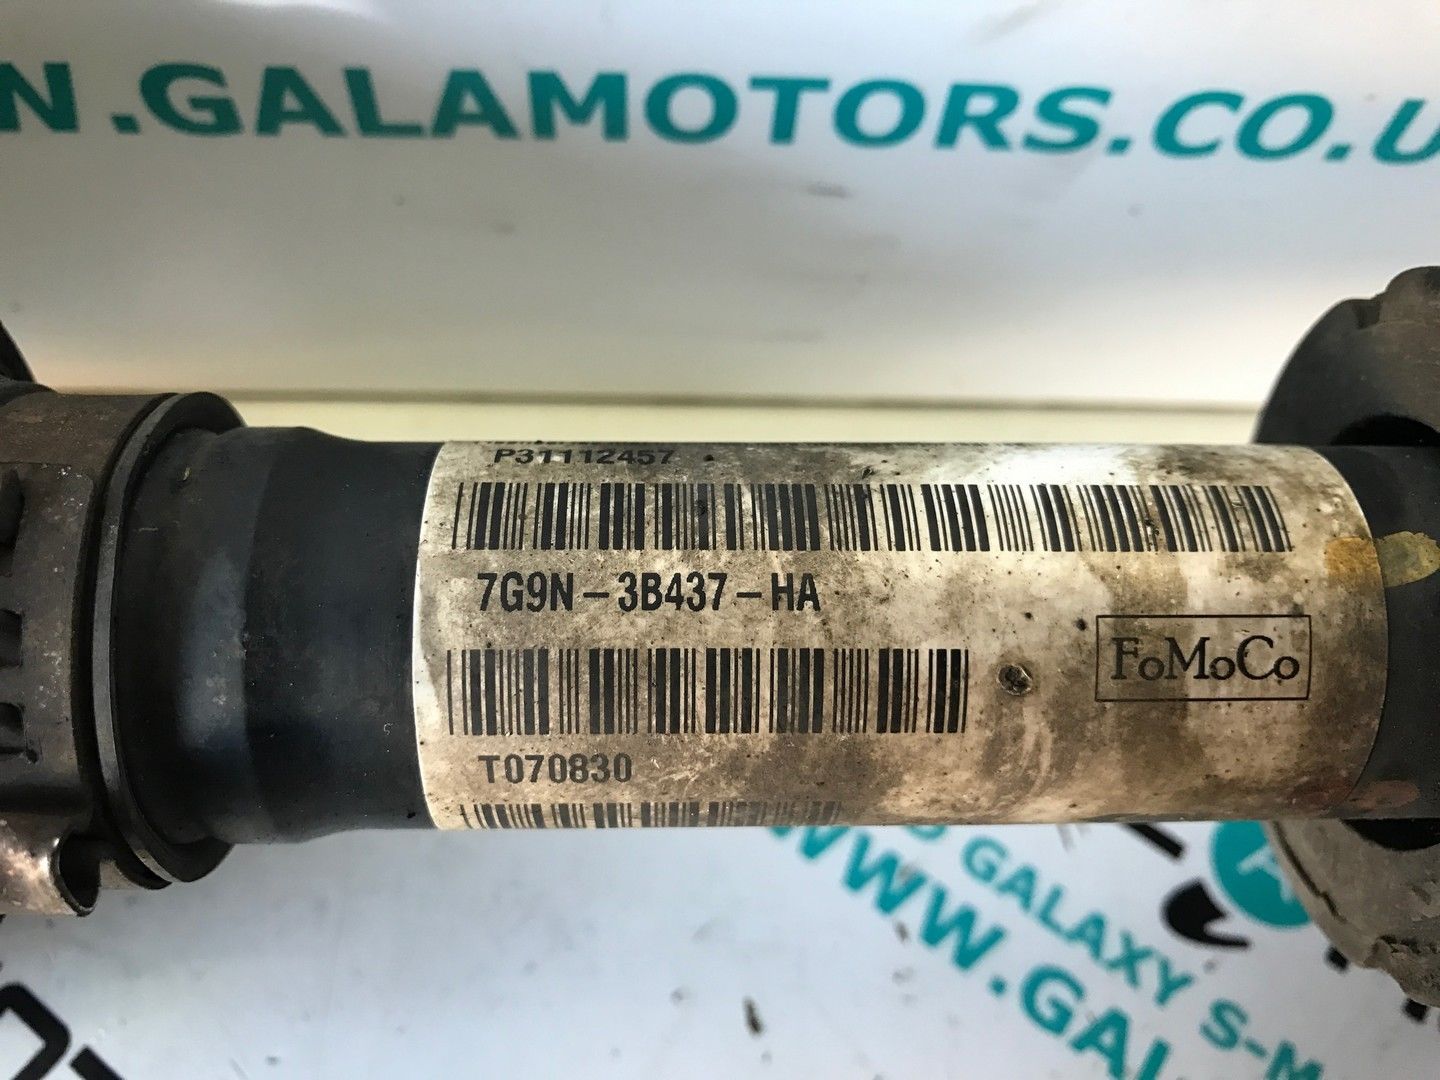 N.GALAMOTORS.CO.U
P31112457
7G9N-3B437-HA
FoMoCo
T070830
GALAXY S-M
WWW.GAL